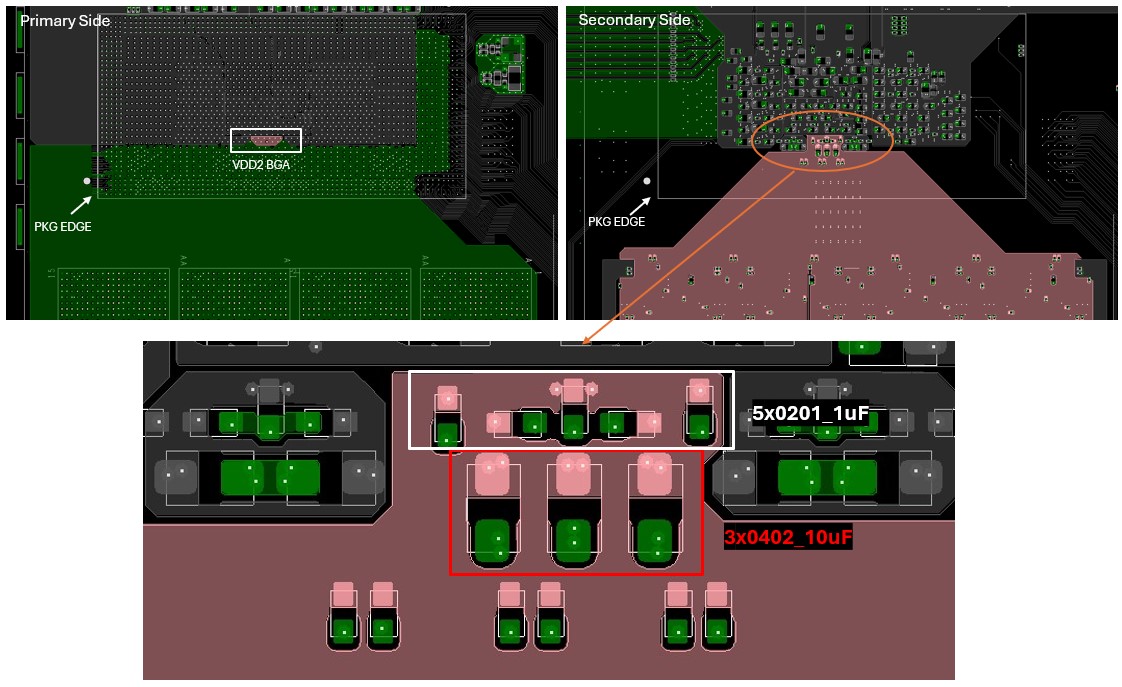 Primary Side
VDD2 BGA
PKG EDGE
Secondary Side
PKG EDGE
.5x0201_1uF
3x0402_10uF